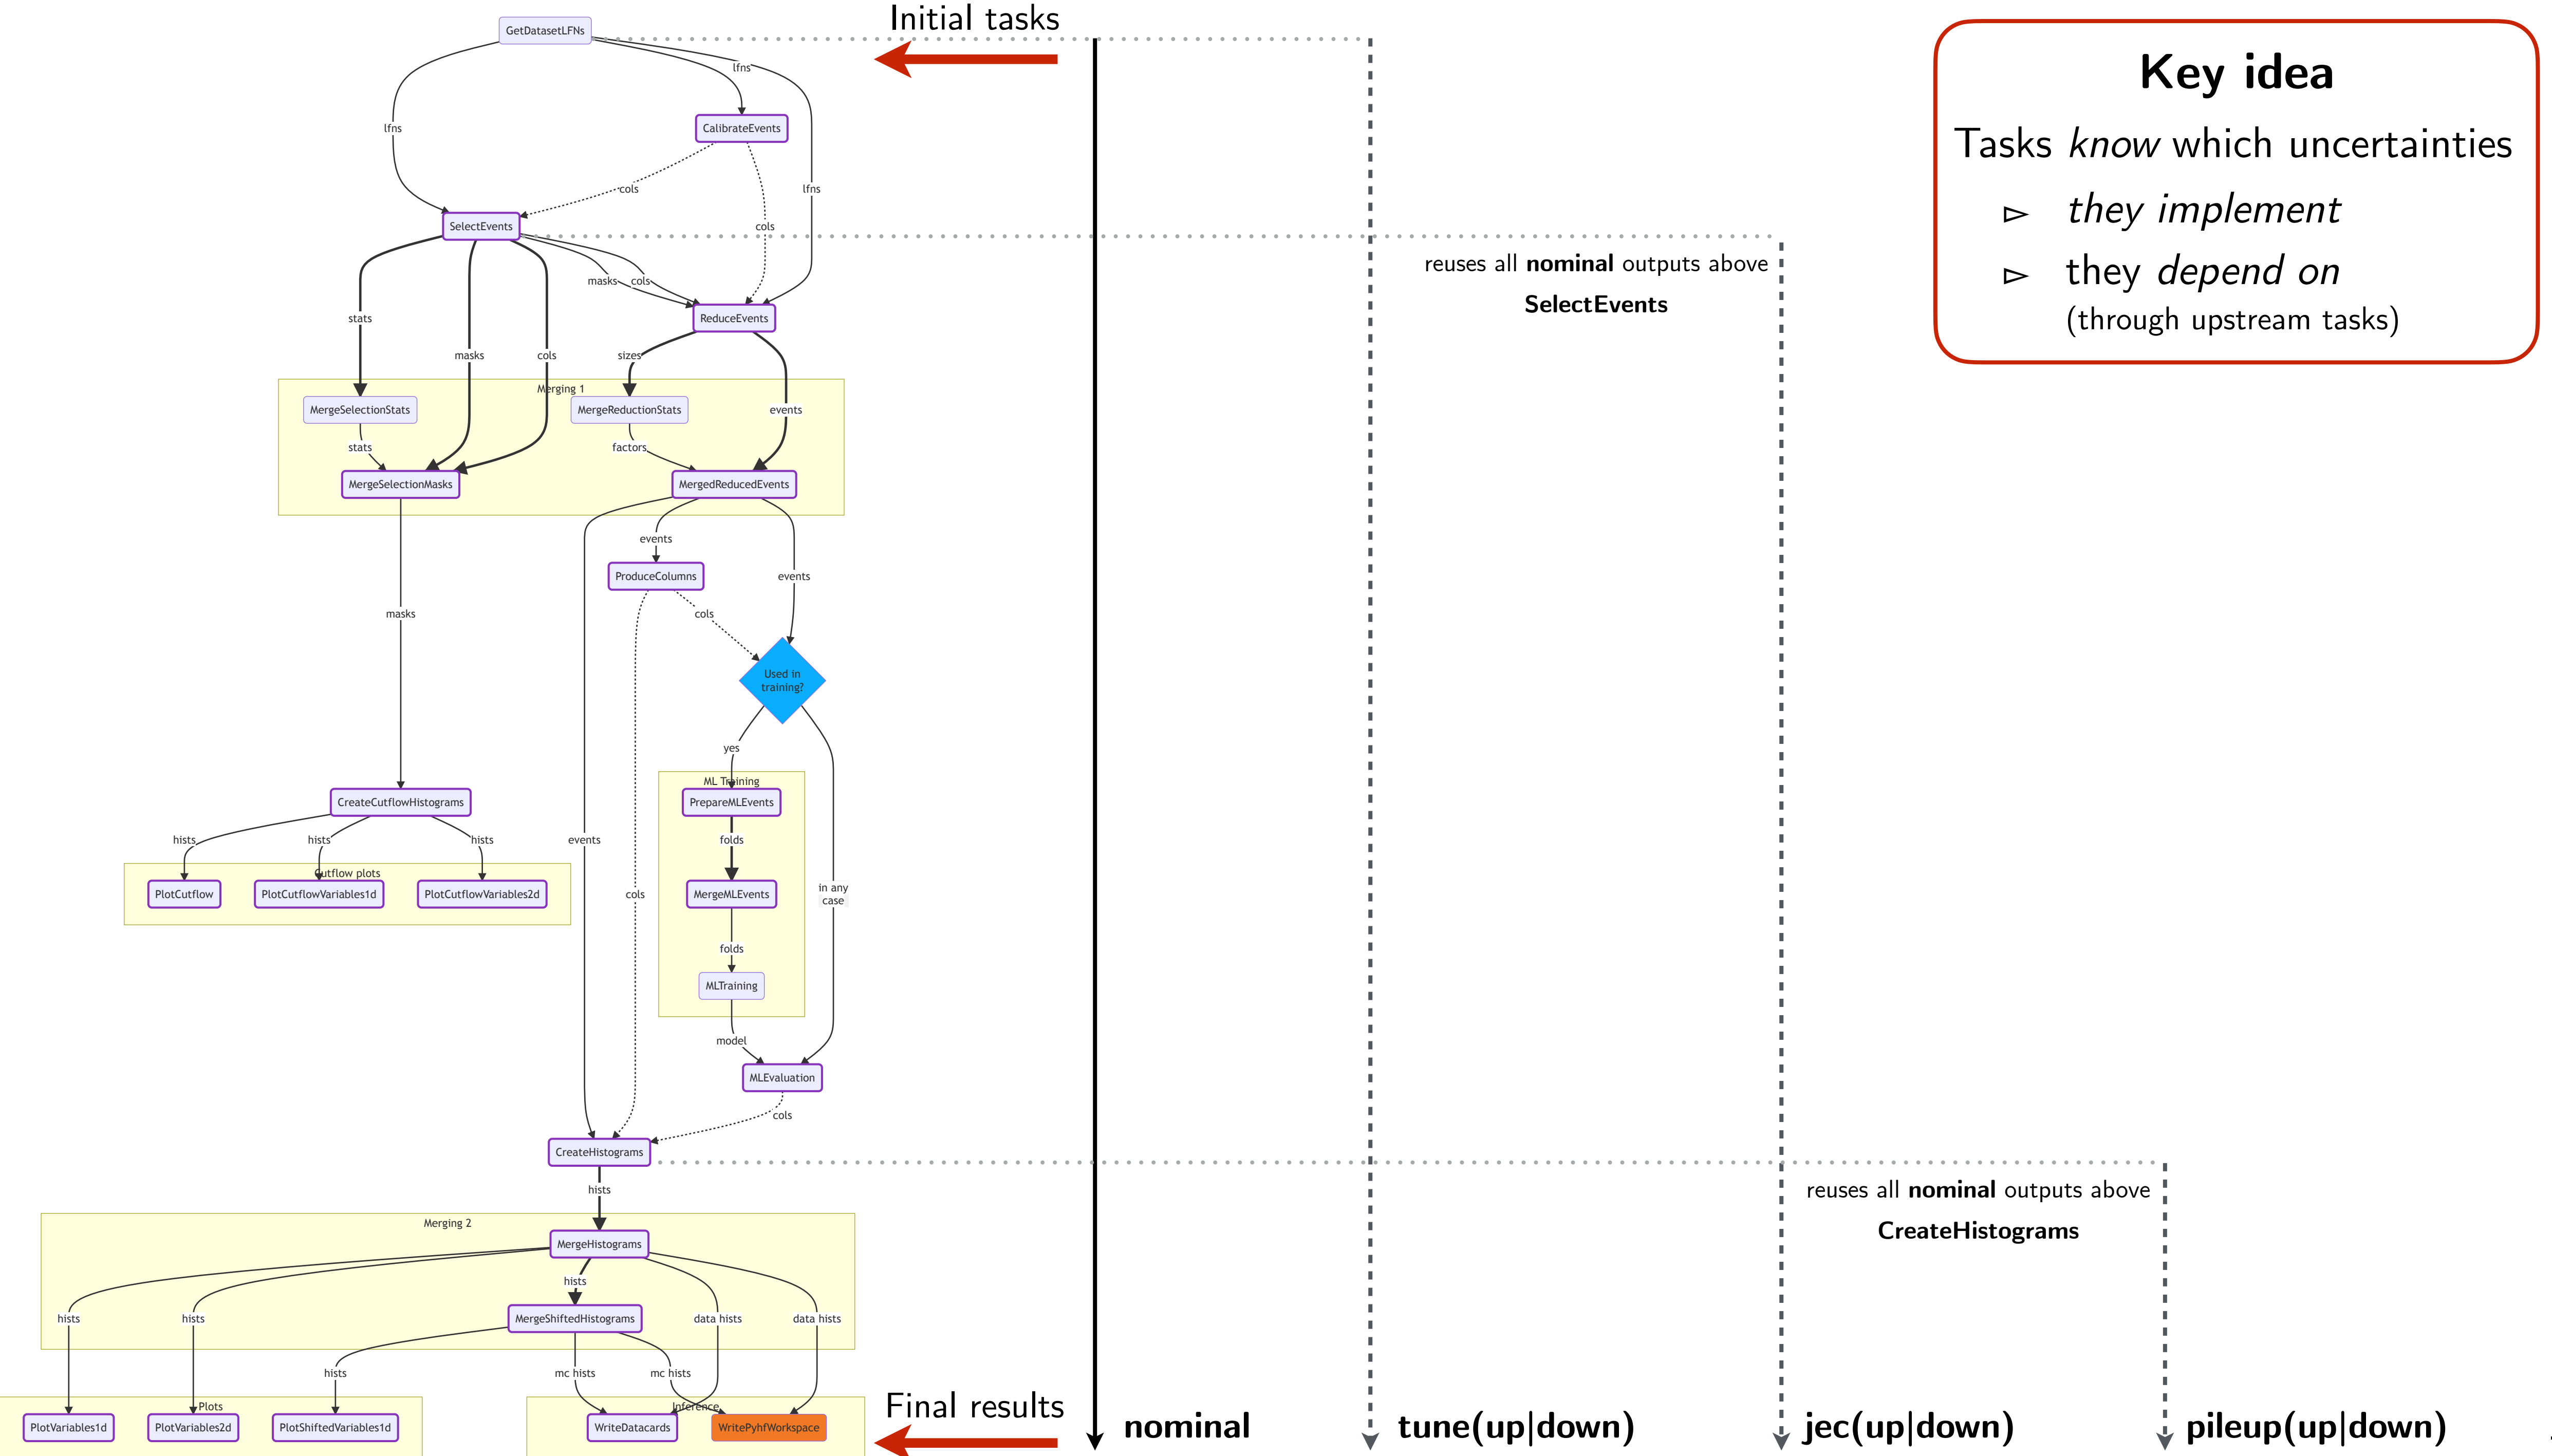 Initial tasks
GetDatasetLFNs
lfns
lfns
CalibrateEvents
lfns
cols
cols
SelectEvents
masks
cols
ReduceEvents
stats
masks
cols
sizes
events
Merging 1
MergeSelectionStats
MergeReductionStats
stats
factors
MergeSelectionMasks
MergedReducedEvents
events
ProduceColumns
events
masks
cols
Used in
training?
yes
ML Training
PrepareMLEvents
CreateCutflowHistograms
hists
hists
hists
events
folds
Cutflow plots
PlotCutflow
PlotCutflowVariables1d
PlotCutflowVariables2d
cols
MergeMLEvents
in any
case
folds
MLTraining
model
MLEvaluation
cols
CreateHistograms
hists
Merging 2
MergeHistograms
hists
hists
hists
MergeShiftedHistograms
data hists
data hists
hists
mc hists
mc hists
Plots
Inference
PlotVariables1d
PlotVariables2d
PlotShiftedVariables1d
WriteDatacards
WritePyhfWorkspace
Final results
nominal
tune(up|down)
jec(up|down)
pileup(up|down)
reuses all nominal outputs above
SelectEvents
reuses all nominal outputs above
CreateHistograms
Key idea
Tasks know which uncertainties
▻ they implement
▻ they depend on
(through upstream tasks)